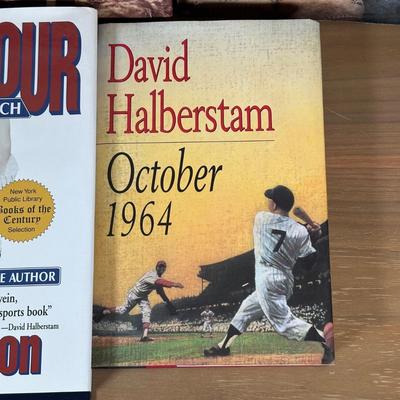 OUR
CH
New York
Public Library
Books of the
Century
Selection
E AUTHOR
vein,
sports book"
—David Halberstam
on
David
Halberstam
October
1964
7